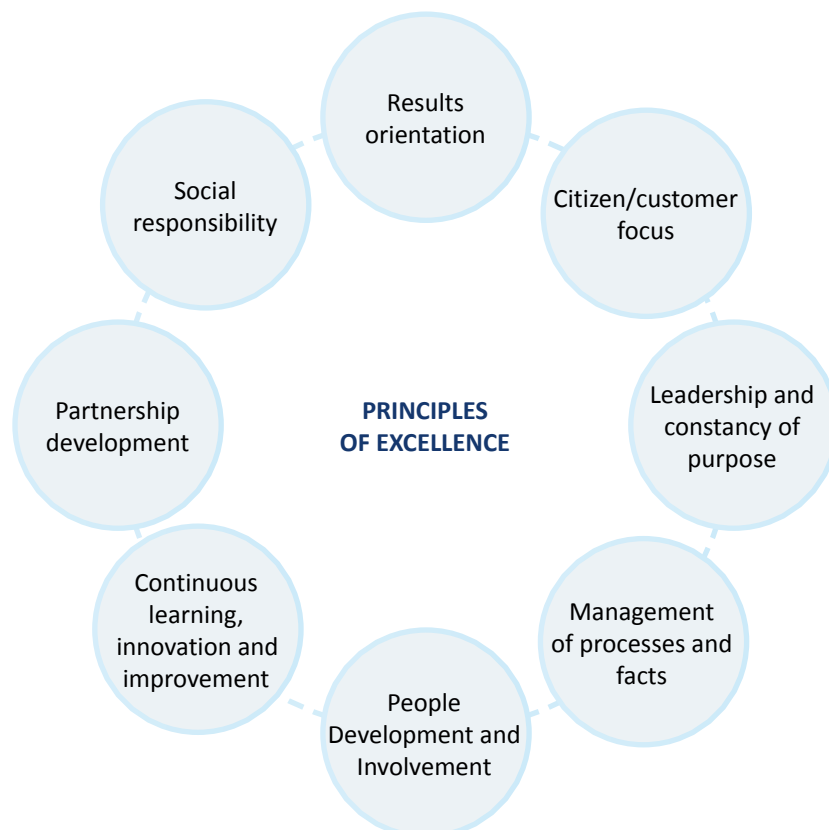 Results
orientation
Social
responsibility
Citizen/customer
focus
Partnership
development
PRINCIPLES
OF EXCELLENCE
Leadership and
constancy of
purpose
Continuous
learning,
innovation and
improvement
Management
of processes and
facts
People
Development and
Involvement